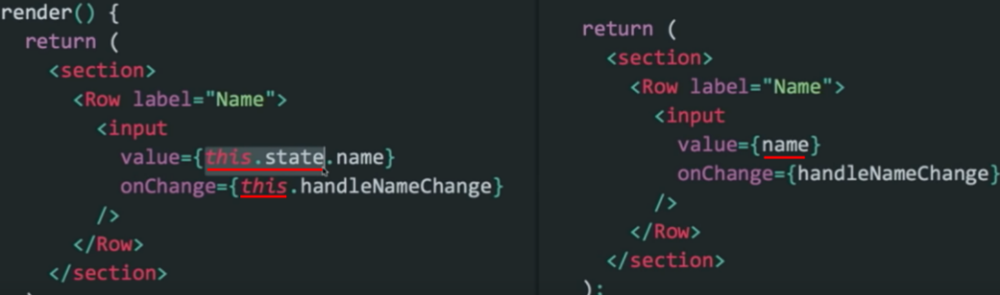 render() {
return (
<section>
<Row label="Name">
<input
value={this.state.name}
onChange={this.handleNameChange}
/>
</Row>
</section>
return (
<section>
<Row label="Name">
<input
value={name}
onChange={handleNameChange}
/>
</Row>
</section>
);